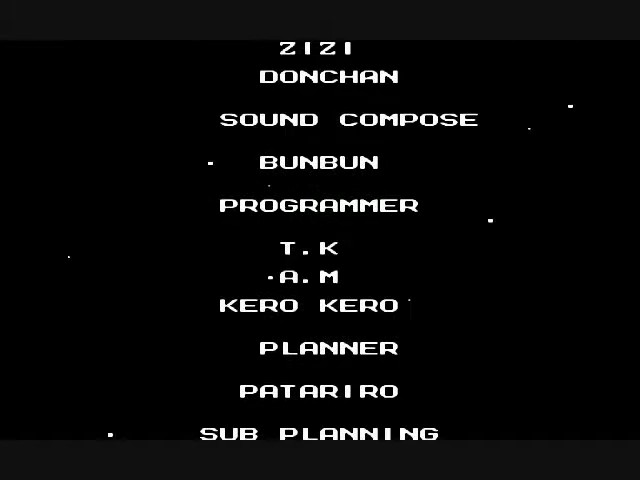 ZIZI
DONCHAN
SOUND COMPOSE
BUNBUN
PROGRAMMER
T.K
A.M
KERO KERO
PLANNER
PATARIRO
SUB PLANNING